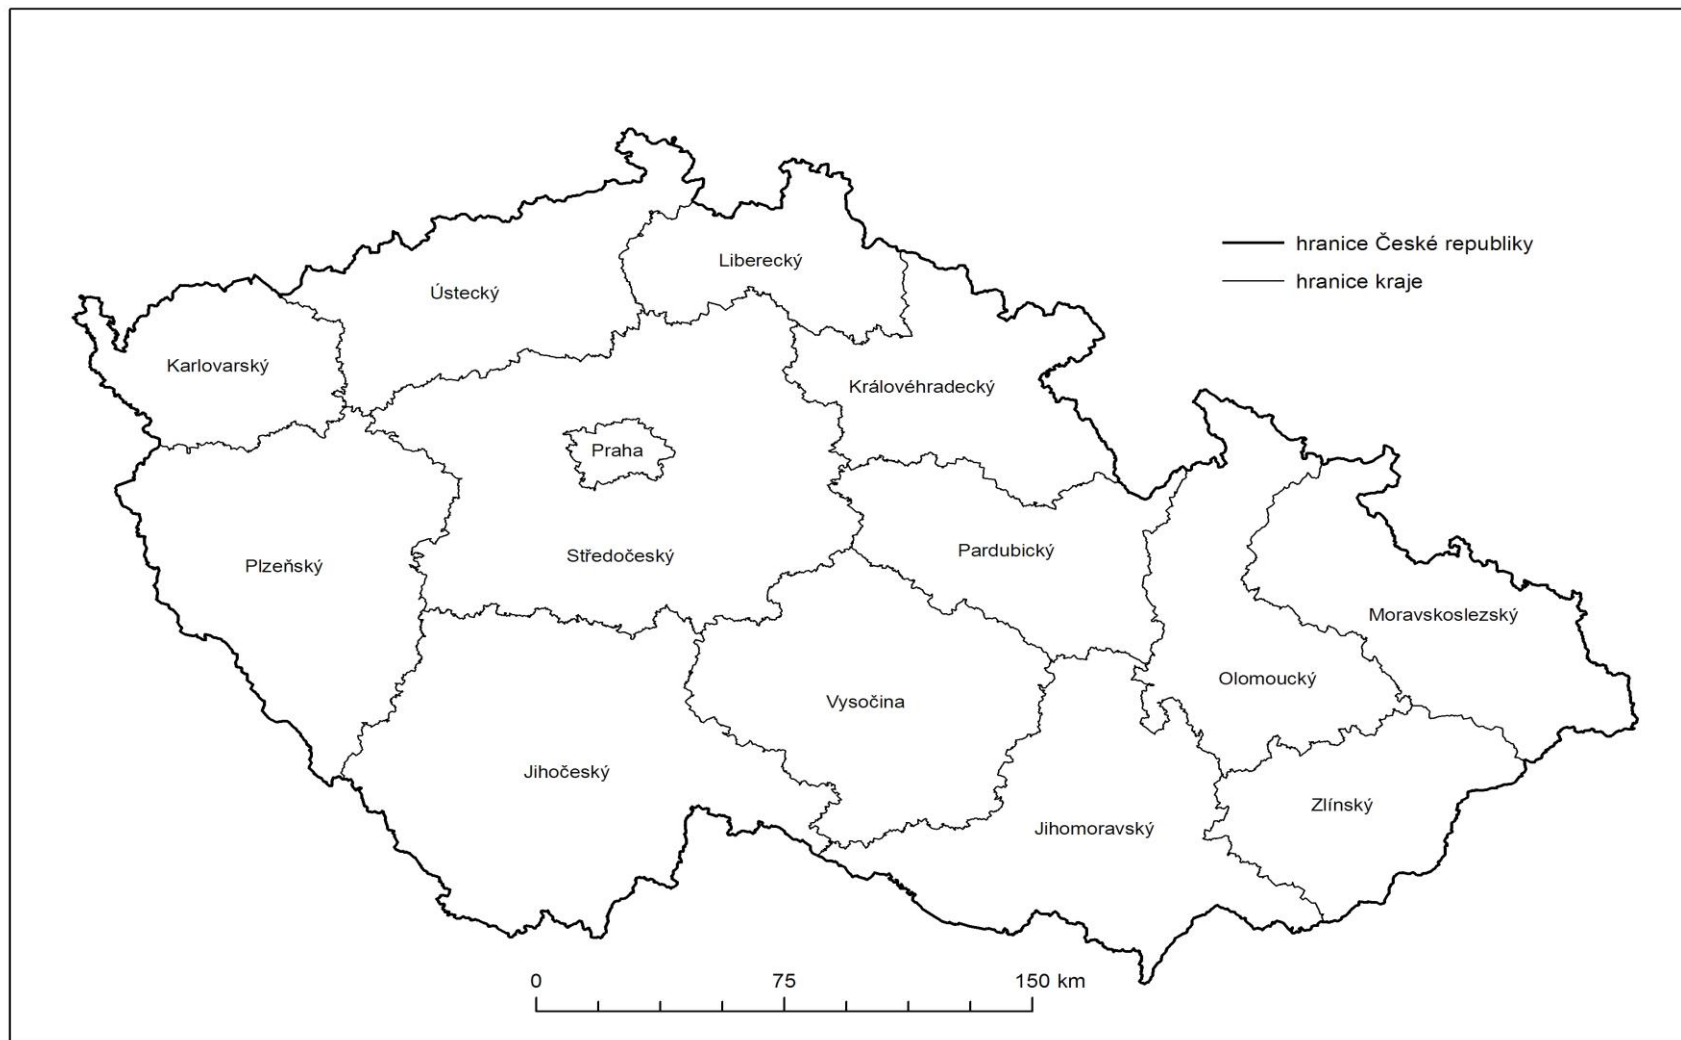 hranice České republiky
hranice kraje
Liberecký
Ústecký
Karlovarský
Královéhradecký
Praha
Pardubický
Středočeský
Plzeňský
Moravskoslezský
Olomoucký
Vysočina
Jihočeský
Zlínský
Jihomoravský
0 75 150 km